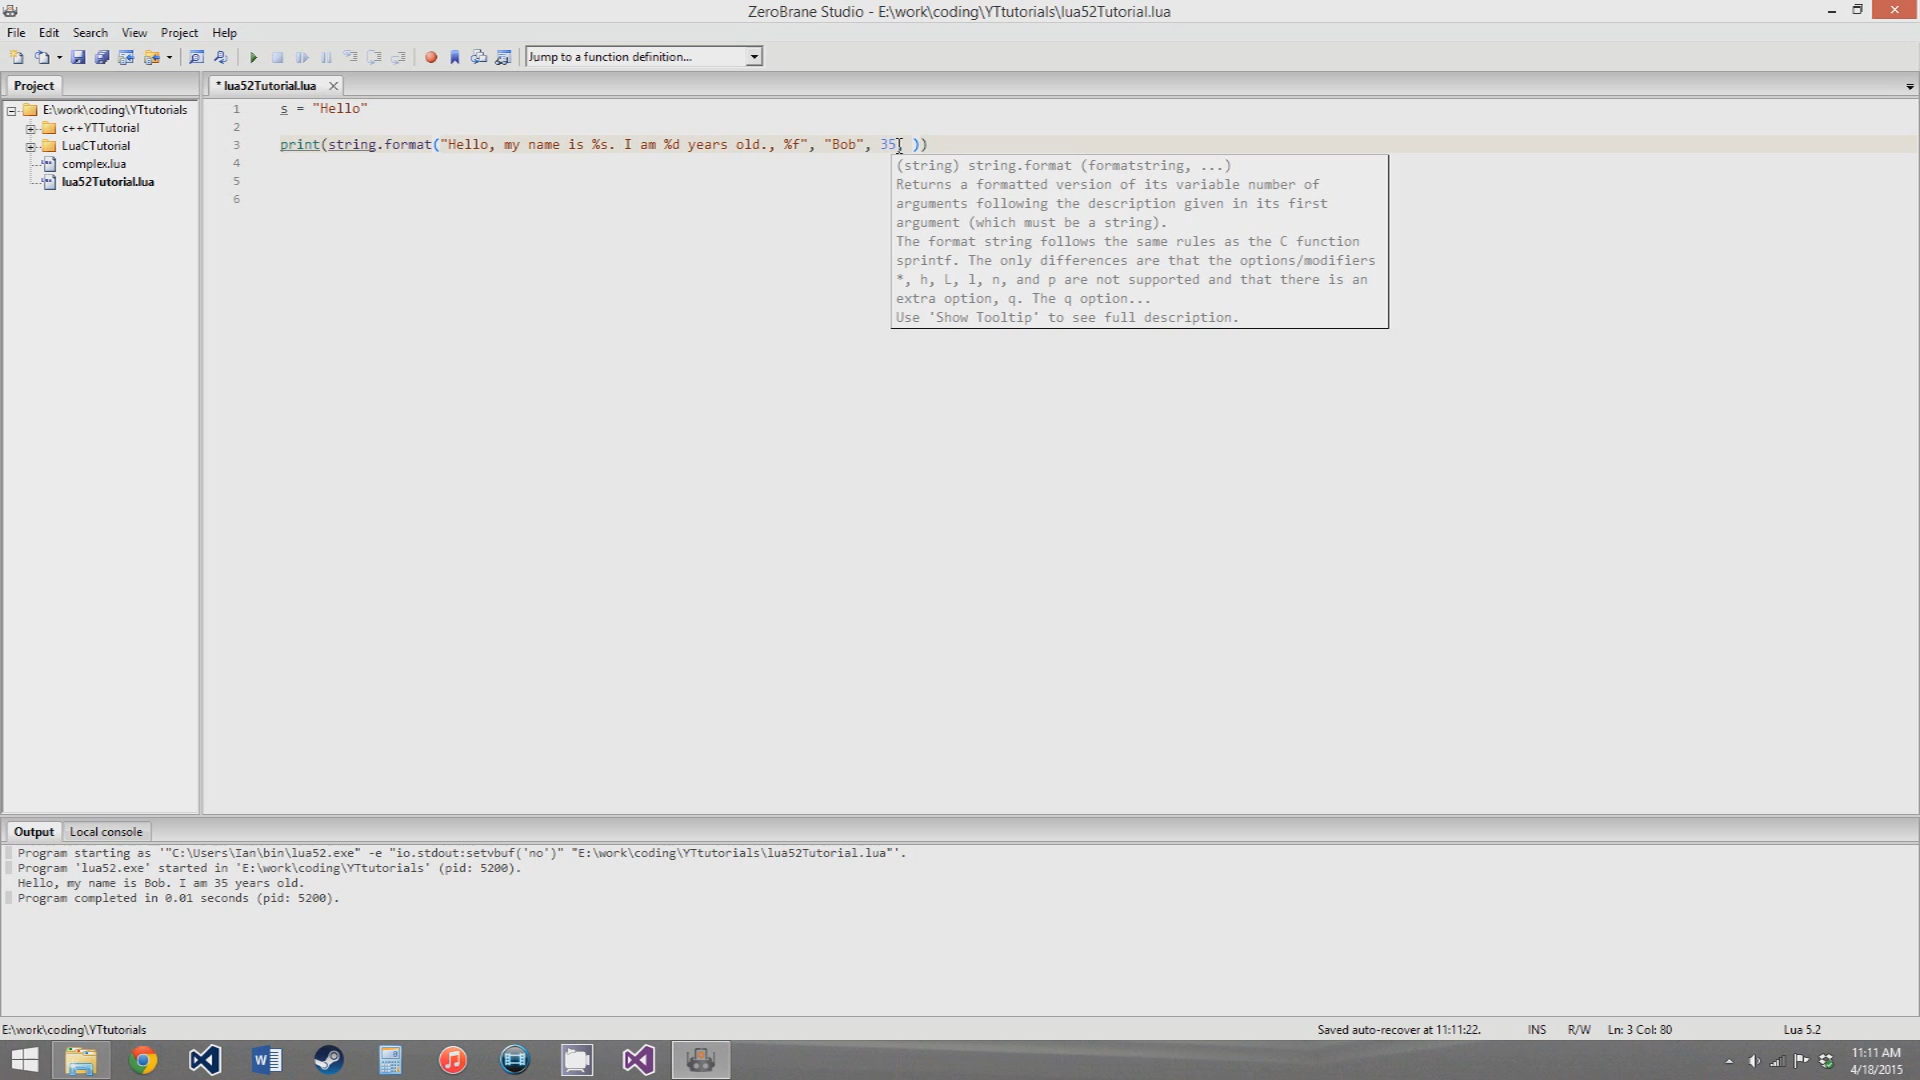 ZeroBrane Studio - E:\work\coding\YTtutorials\lua52Tutorial.lua
File Edit Search View Project Help
Jump to a function definition...
Project
* lua52Tutorial.lua
E:\work\coding\YTtutorials
c++YTTutorial
LuaCTutorial
complex.lua
lua52Tutorial.lua
1 s = "Hello"
2
3 print(string.format("Hello, my name is %s. I am %d years old., %f", "Bob", 35, ))
4
5
6
(string) string.format (formatstring, ...)
Returns a formatted version of its variable number of
arguments following the description given in its first
argument (which must be a string).
The format string follows the same rules as the C function
sprintf. The only differences are that the options/modifiers
*, h, L, l, n, and p are not supported and that there is an
extra option, q. The q option...
Use 'Show Tooltip' to see full description.
Output Local console
Program starting as '"C:\Users\Ian\bin\lua52.exe" -e "io.stdout:setvbuf('no')" "E:\work\coding\YTtutorials\lua52Tutorial.lua"'.
Program 'lua52.exe' started in 'E:\work\coding\YTtutorials' (pid: 5200).
Hello, my name is Bob. I am 35 years old.
Program completed in 0.01 seconds (pid: 5200).
E:\work\coding\YTtutorials Saved auto-recover at 11:11:22. INS R/W Ln: 3 Col: 80 Lua 5.2
11:11 AM
4/18/2015